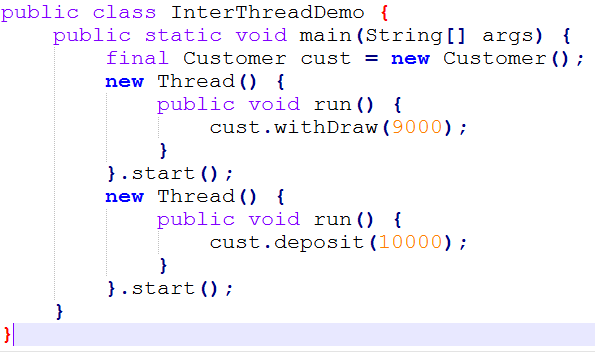 public class InterThreadDemo {
    public static void main(String[] args) {
        final Customer cust = new Customer();
        new Thread() {
            public void run() {
                cust.withDraw(9000);
            }
        }.start();
        new Thread() {
            public void run() {
                cust.deposit(10000);
            }
        }.start();
    }
}